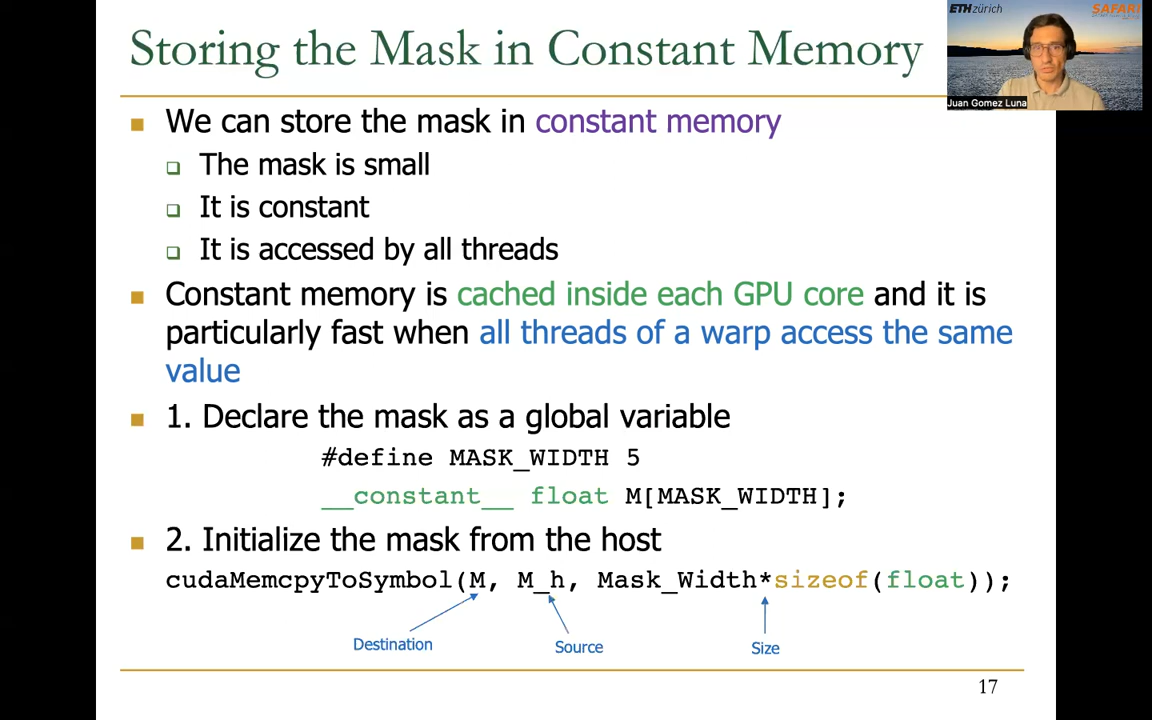 Storing the Mask in Constant Memory
ETHzürich
SAFARI
Juan Gomez Luna
We can store the mask in constant memory
The mask is small
It is constant
It is accessed by all threads
Constant memory is cached inside each GPU core and it is
particularly fast when all threads of a warp access the same
value
1. Declare the mask as a global variable
#define MASK_WIDTH 5
__constant__ float M[MASK_WIDTH];
2. Initialize the mask from the host
cudaMemcpyToSymbol(M, M_h, Mask_Width*sizeof(float));
Destination
Source
Size
17